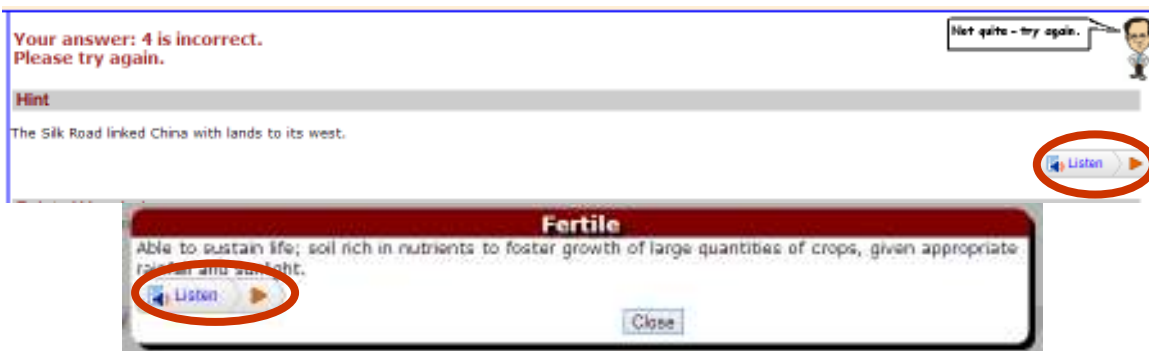 Your answer: 4 is incorrect.
Please try again.
Not quite - try again.
Hint
The Silk Road linked China with lands to its west.
Listen
Fertile
Able to sustain life; soil rich in nutrients to foster growth of large quantities of crops, given appropriate
rainfall and sunlight.
Listen
Close